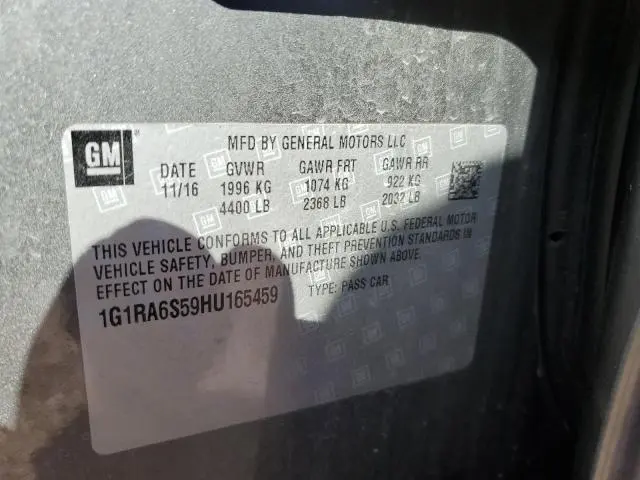 GM
MFD BY GENERAL MOTORS LLC
DATE GVWR GAWR FRT GAWR RR
11/16 1996 KG 1074 KG 922 KG
4400 LB 2368 LB 2032 LB
THIS VEHICLE CONFORMS TO ALL APPLICABLE U.S. FEDERAL MOTOR
VEHICLE SAFETY, BUMPER, AND THEFT PREVENTION STANDARDS IN
EFFECT ON THE DATE OF MANUFACTURE SHOWN ABOVE.
1G1RA6S59HU165459 TYPE: PASS CAR